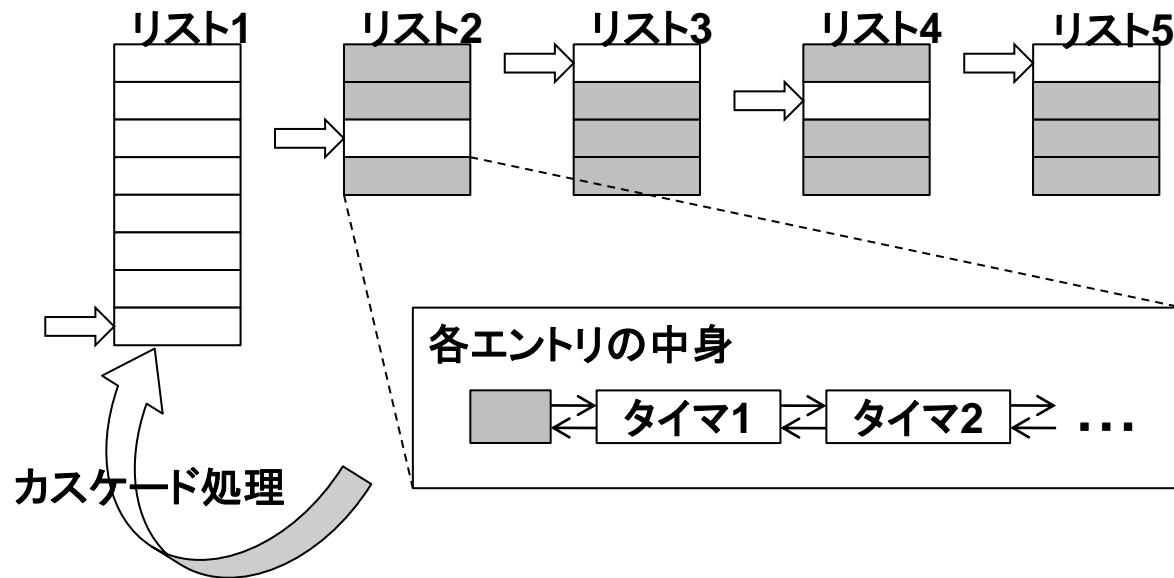 リスト1
リスト2
リスト3
リスト4
リスト5
各エントリの中身
タイマ1
タイマ2
...
カスケード処理